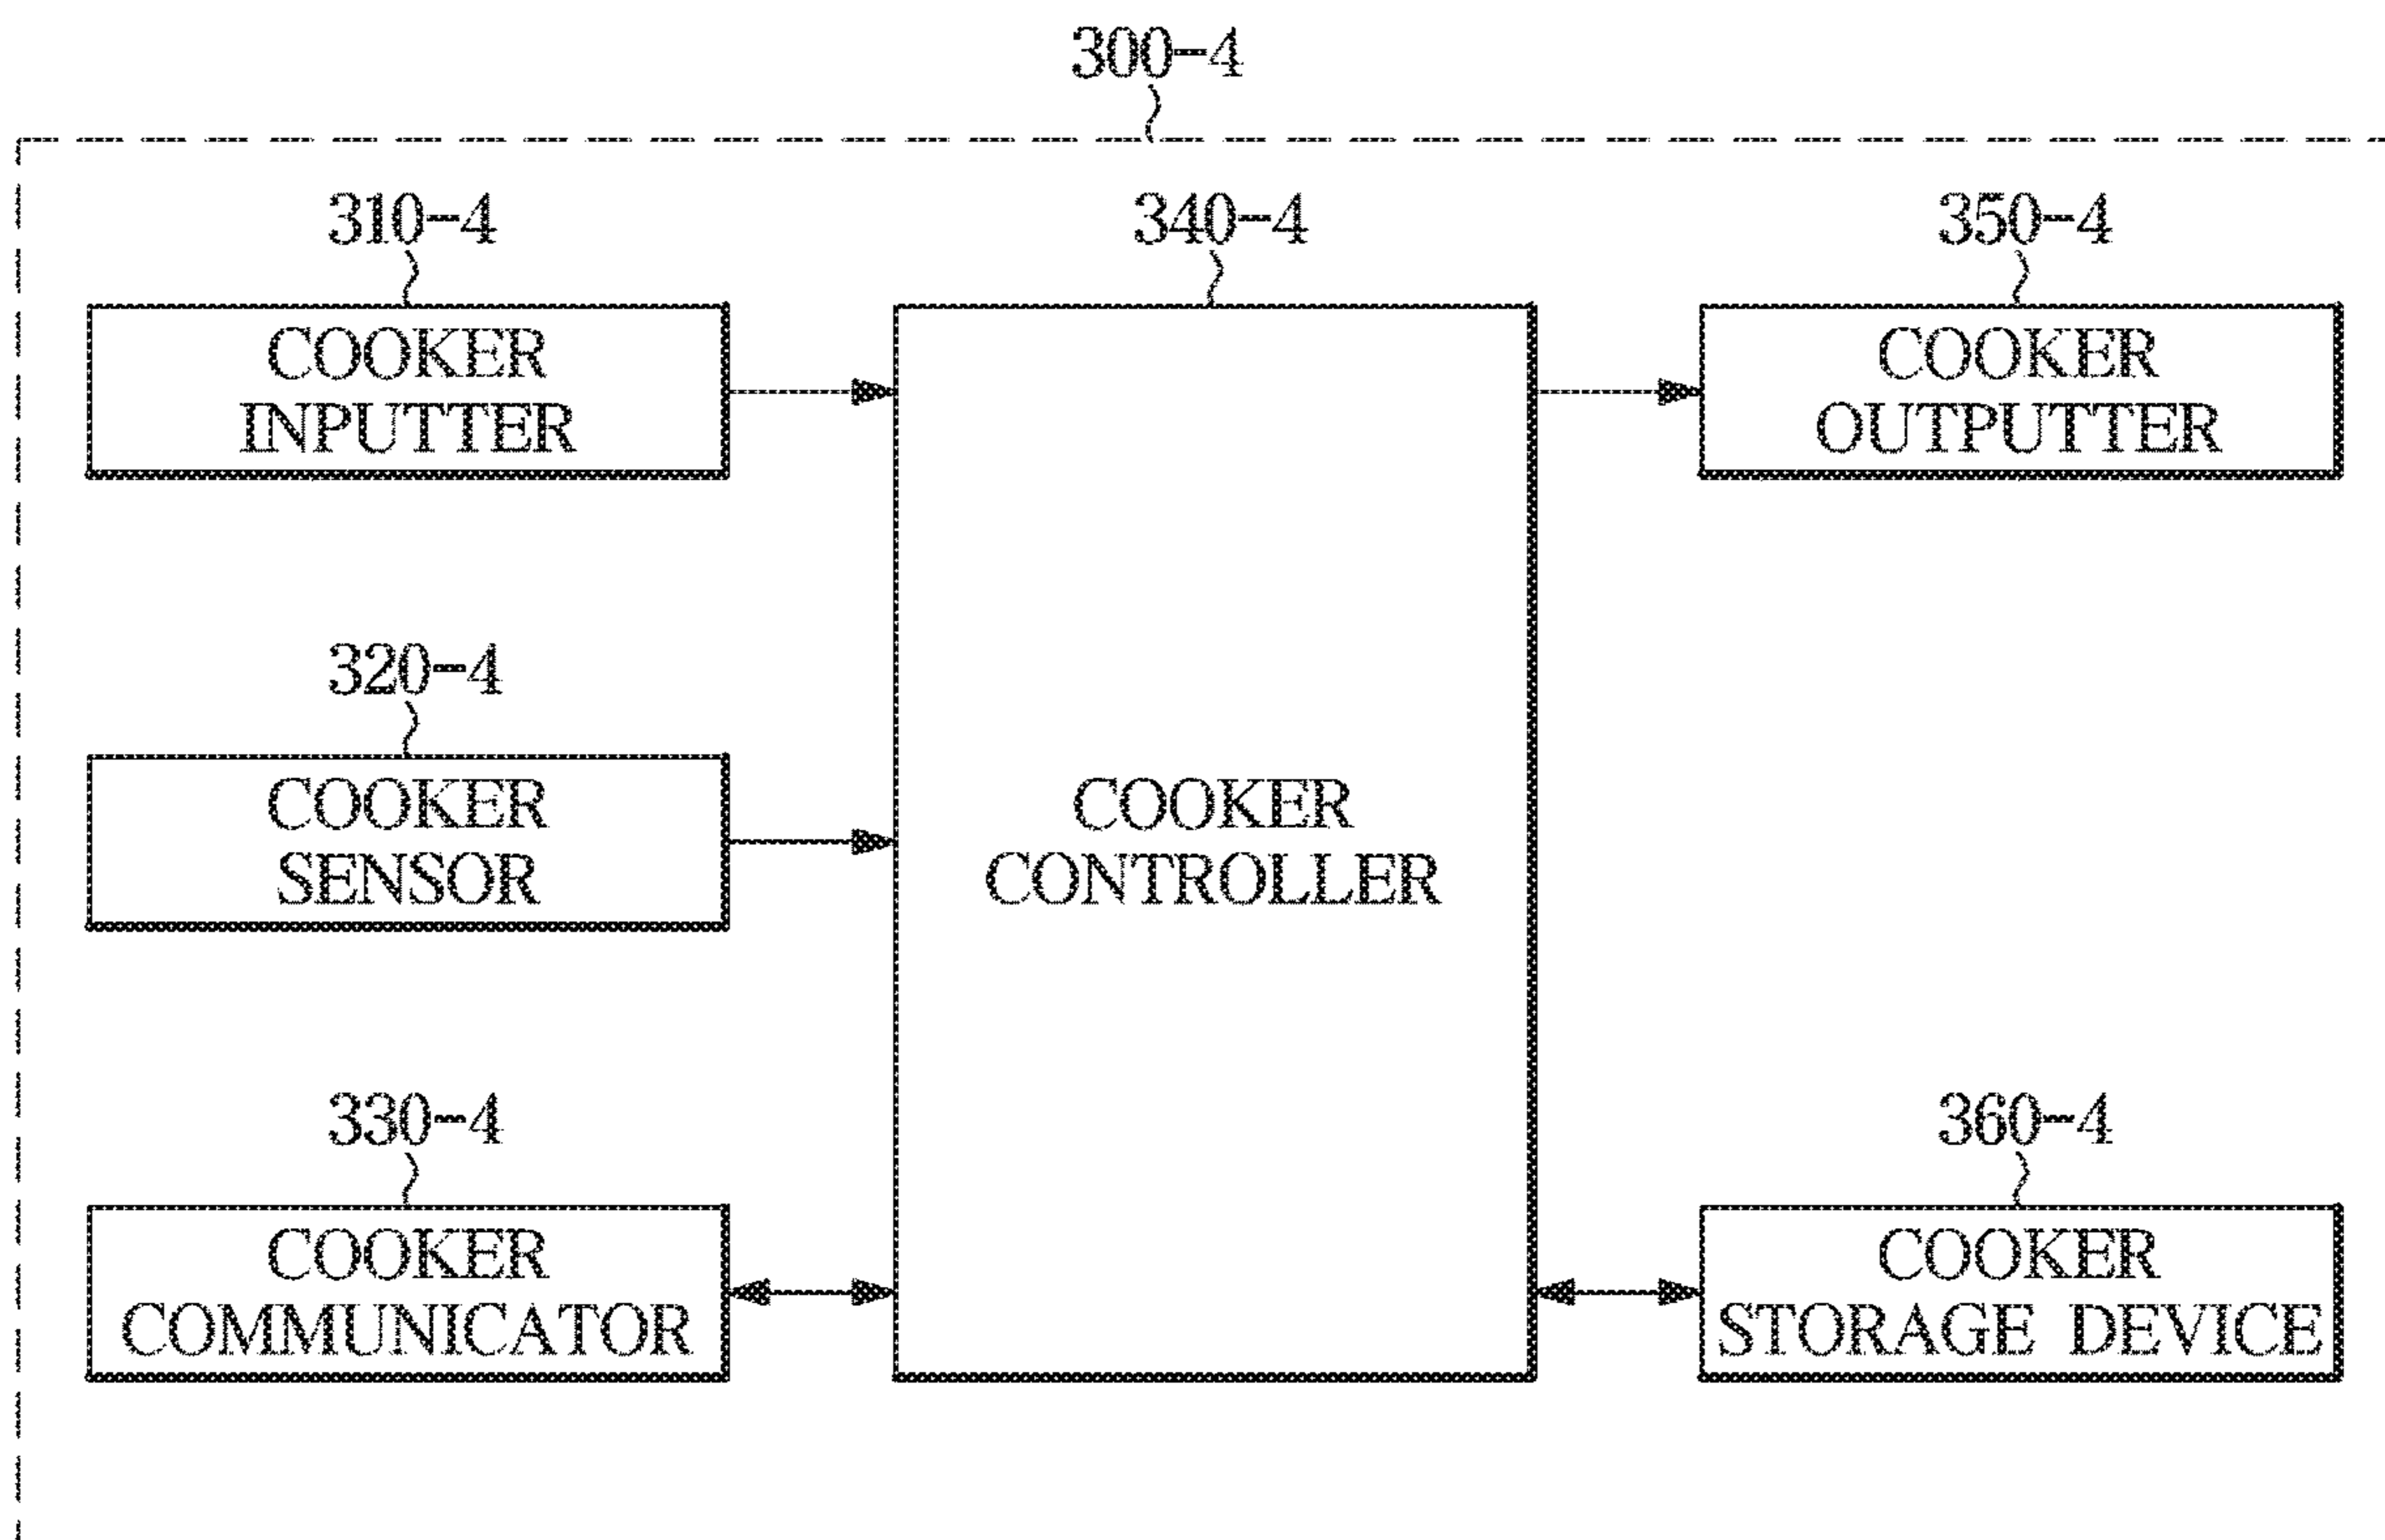 300-4
310-4
340-4
350-4
COOKER
INPUTTER
COOKER
OUTPUTTER
320-4
COOKER
SENSOR
COOKER
CONTROLLER
330-4
360-4
COOKER
COMMUNICATOR
COOKER
STORAGE DEVICE